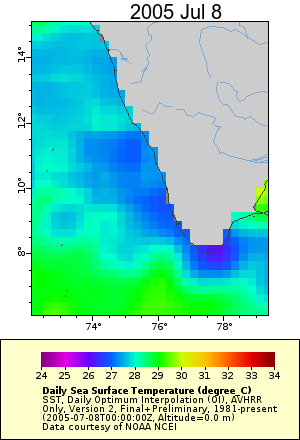 2005 Jul 8
14°
12°
10°
8°
74°
76°
78°
24 25 26 27 28 29 30 31 32 33 34
Daily Sea Surface Temperature (degree_C)
SST, Daily Optimum Interpolation (OI), AVHRR
Only, Version 2, Final+Preliminary, 1981-present
(2005-07-08T00:00:00Z, Altitude=0.0 m)
Data courtesy of NOAA NCEI